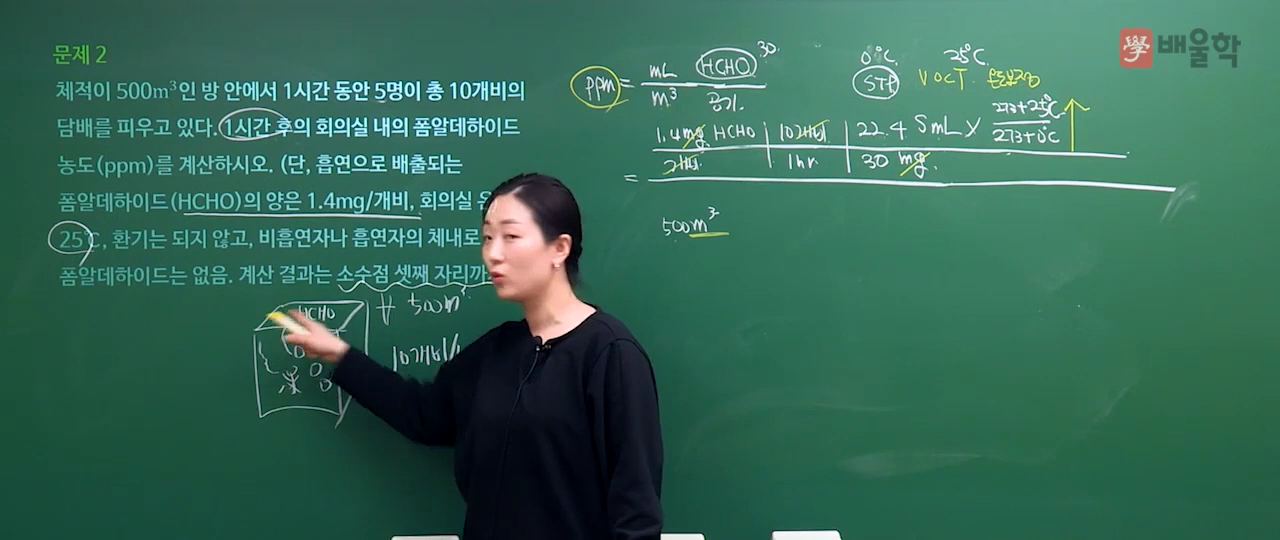 문제 2
체적이 500m³인 방 안에서 1시간 동안 5명이 총 10개비의
담배를 피우고 있다. 1시간 후의 회의실 내의 폼알데하이드
농도(ppm)를 계산하시오. (단, 흡연으로 배출되는
폼알데하이드(HCHO)의 양은 1.4mg/개비, 회의실 온
25℃, 환기는 되지 않고, 비흡연자나 흡연자의 체내로
폼알데하이드는 없음. 계산 결과는 소수점 셋째 자리까
HCHO
∀ 500m³
10개비/
ppm = mL HCHO 30.
m³ 공기.
0℃. 25℃.
STP 온도보정
1.4mg HCHO 10개비 22.4 SmL × 273+25℃
개비. 1hr 30 mg. 273+0℃
=
500m³
學 배울학